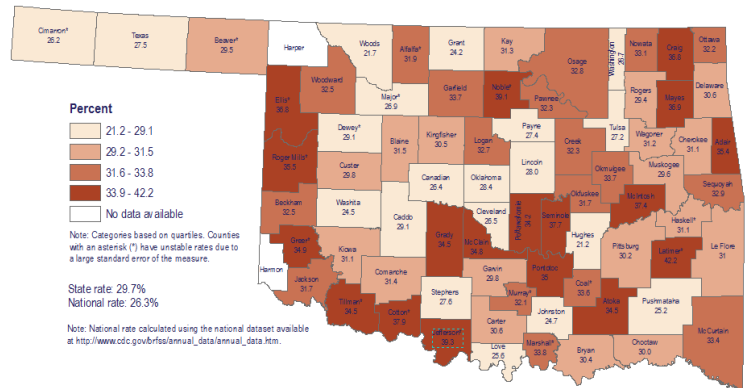 Cimarron*
26.2
Texas
27.5
Beaver*
29.5
Harper
Woods
21.7
Alfalfa*
31.9
Grant
24.2
Kay
31.3
Osage
32.8
Washington
Nowata
33.1
Craig
Ottawa
32.2
Woodward
32.5
Ellis*
Major*
Garfield
33.7
Noble*
39.1
Pawnee
32.3
Rogers
29.4
Mayes
Delaware
30.6
Dewey*
29.1
Blaine
31.5
Kingfisher
30.5
Logan
32.7
Payne
27.4
Creek
32.3
Tulsa
27.2
Wagoner
31.2
Cherokee
31.1
Adair
35.4
Roger Mills*
Custer
29.8
Canadian
26.4
Oklahoma
28.4
Lincoln
28.0
Okmulgee
33.7
Muskogee
29.6
Sequoyah
32.9
Beckham
32.5
Washita
24.5
Caddo
29.1
Cleveland
Pottawatomie
34.2
Seminole
37.7
Okfuskee
31.7
McIntosh
37.4
Haskell*
31.1
Greer*
34.9
Kiowa
31.1
Grady
34.5
McClain
34.8
Hughes
21.2
Pittsburg
30.2
Latimer*
42.2
Le Flore
31
Harmon
Jackson
31.7
Comanche
31.4
Gavin
29.8
Pontotoc
35
Coal*
Tillman*
34.5
Cotton*
37.9
Stephens
27.6
Murray*
32.1
Johnston
24.7
Atoka
34.5
Pushmataha
25.2
McCurtain
33.4
Jefferson*
39.3
Carter
30.6
Love
25.6
Marshall*
33.8
Bryan
30.4
Choctaw
30.0
Percent
21.2 - 29.1
29.2 - 31.5
31.6 - 33.8
33.9 - 42.2
No data available
Note: Categories based on quartiles. Counties
with an asterisk (*) have unstable rates due to
a large standard error of the measure.
State rate: 29.7%
National rate: 26.3%
Note: National rate calculated using the national dataset available
at http://www.cdc.gov/brfss/annual_data/annual_data.htm.